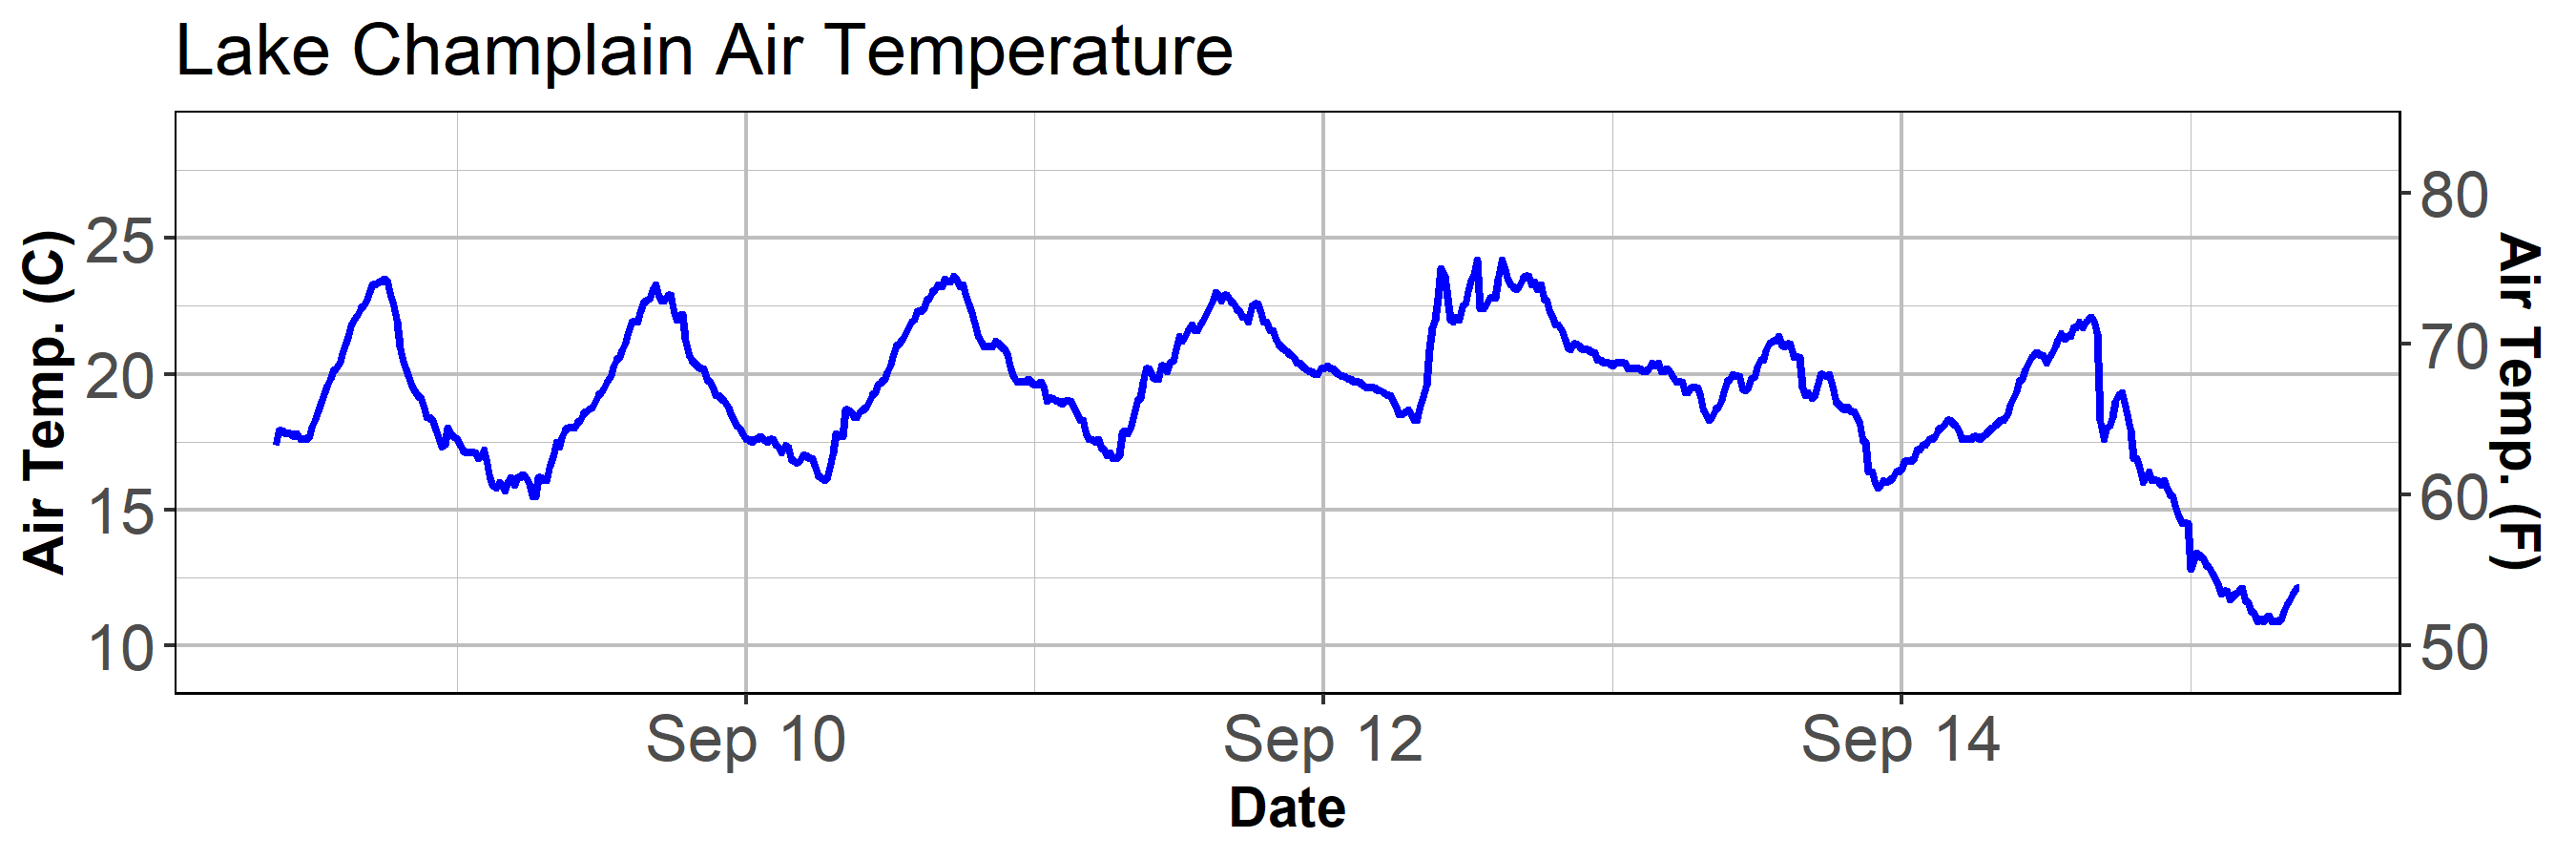 Lake Champlain Air Temperature
Air Temp. (C)
25
20
15
10
80
70
60
50
Air Temp. (F)
Sep 10
Sep 12
Sep 14
Date